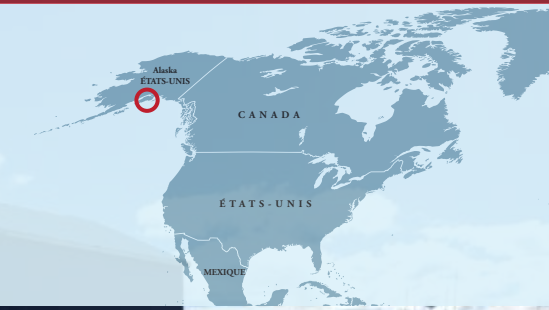 Alaska
ÉTATS-UNIS
CANADA
ÉTATS-UNIS
MEXIQUE